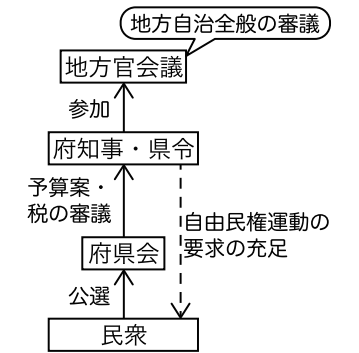 地方自治全般の審議
地方官会議
参加
府知事・県令
予算案・
税の審議
自由民権運動の
要求の充足
府県会
公選
民衆